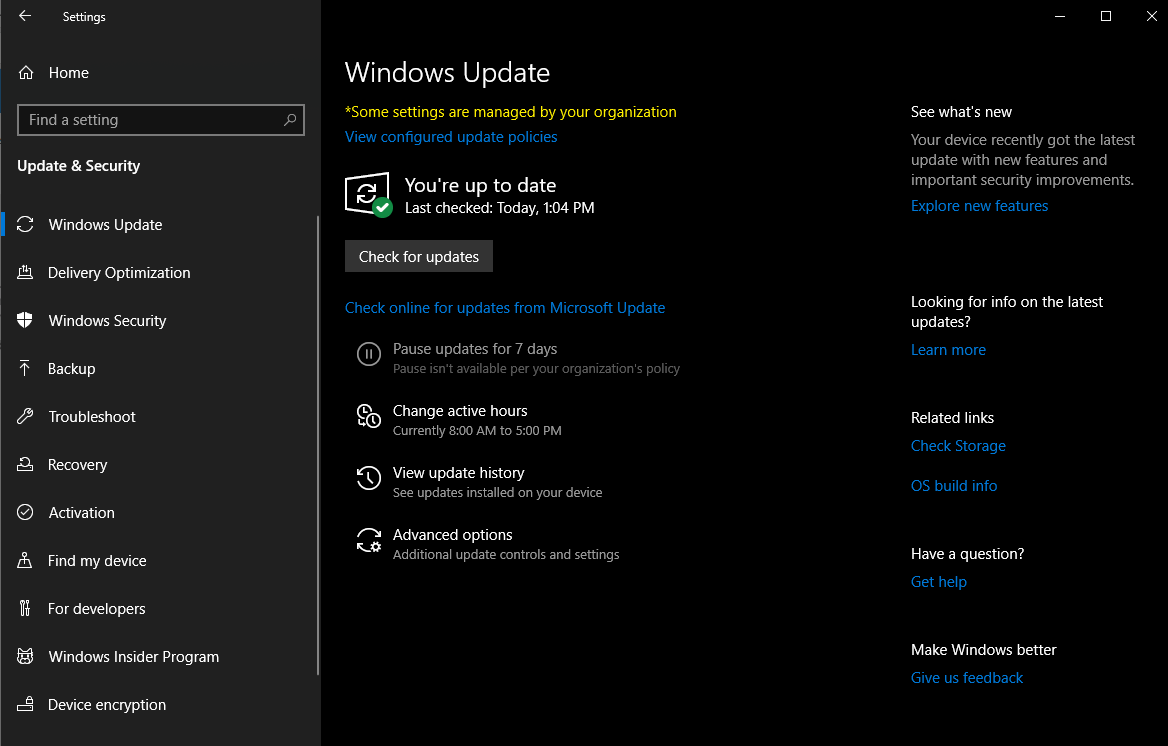 Settings
Home
Find a setting
Update & Security
Windows Update
Delivery Optimization
Windows Security
Backup
Troubleshoot
Recovery
Activation
Find my device
For developers
Windows Insider Program
Device encryption
Windows Update
*Some settings are managed by your organization
View configured update policies
You're up to date
Last checked: Today, 1:04 PM
Check for updates
Check online for updates from Microsoft Update
Pause updates for 7 days
Pause isn't available per your organization's policy
Change active hours
Currently 8:00 AM to 5:00 PM
View update history
See updates installed on your device
Advanced options
Additional update controls and settings
See what's new
Your device recently got the latest
update with new features and
important security improvements.
Explore new features
Looking for info on the latest
updates?
Learn more
Related links
Check Storage
OS build info
Have a question?
Get help
Make Windows better
Give us feedback